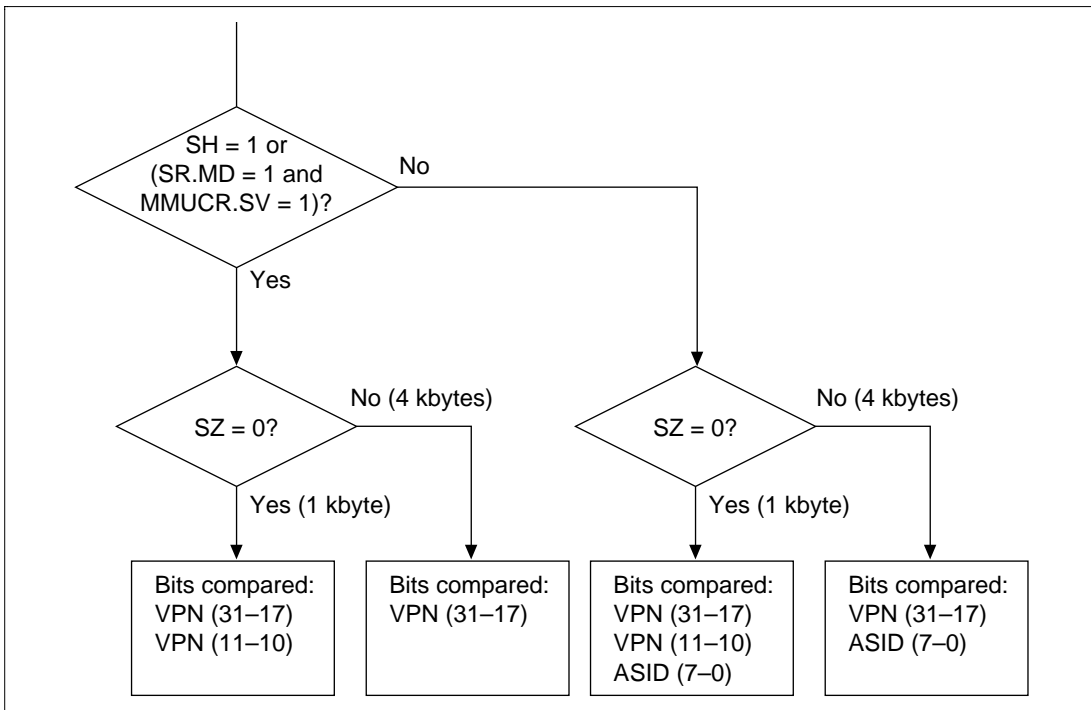 SH = 1 or
(SR.MD = 1 and
MMUCR.SV = 1)?
No
Yes
SZ = 0?
No (4 kbytes)
Yes (1 kbyte)
SZ = 0?
No (4 kbytes)
Yes (1 kbyte)
Bits compared:
VPN (31–17)
VPN (11–10)
Bits compared:
VPN (31–17)
Bits compared:
VPN (31–17)
VPN (11–10)
ASID (7–0)
Bits compared:
VPN (31–17)
ASID (7–0)